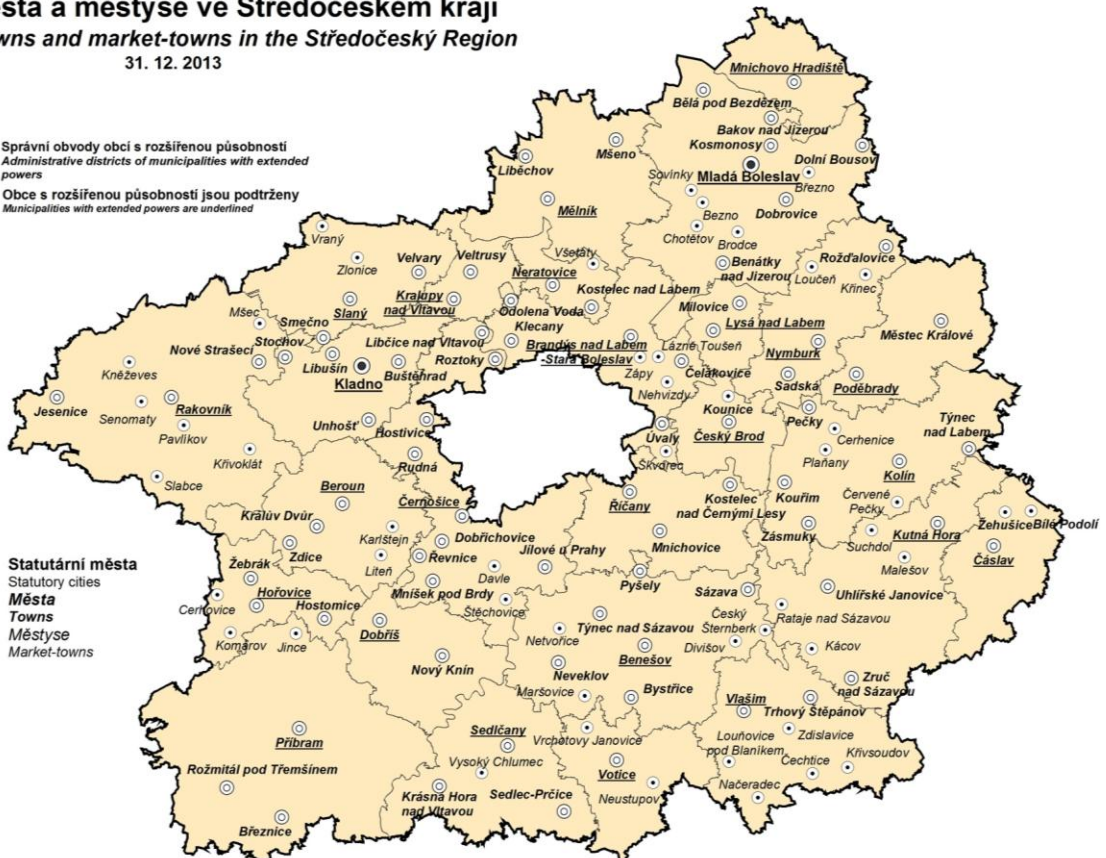 ěsta a městyse ve Středočeském kraji
wns and market-towns in the Středočeský Region
31. 12. 2013
Správní obvody obcí s rozšířenou působností
Administrative districts of municipalities with extended
powers
Obce s rozšířenou působností jsou podtrženy
Municipalities with extended powers are underlined
Mnichovo Hradiště
Bělá pod Bezdězem
Bakov nad Jizerou
Kosmonosy
Mšeno
Liběchov
Dolní Bousov
Sovinky
Mladá Boleslav
Březno
Mělník
Bezno
Dobrovice
Vraný
Chotětov
Brodce
Zlonice
Velvary
Veltrusy
Všetaty
Benátky
nad Jizerou
Rožďalovice
Loučeň
Neratovice
Kostelec nad Labem
Křinec
Slaný
Kralupy
nad Vltavou
Odolena Voda
Milovice
Mšec
Smečno
Klecany
Lysá nad Labem
Městec Králové
Stochov
Libčice nad Vltavou
Brandýs nad Labem
-Stará Boleslav
Lázně Toušeň
Nymburk
Nové Strašecí
Libušín
Roztoky
Kněževes
Kladno
Buštěhrad
Zápy
Čelákovice
Sadská
Poděbrady
Nehvizdy
Jesenice
Senomaty
Rakovník
Kounice
Pečky
Týnec
nad Labem
Pavlíkov
Unhošť
Hostivice
Úvaly
Český Brod
Cerhenice
Křivoklát
Škvorec
Plaňany
Rudná
Kolín
Slabce
Beroun
Černošice
Říčany
Kostelec
nad Černými Lesy
Kouřim
Červené
Pečky
Králův Dvůr
Žehušice
Bílé Podolí
Karlštejn
Dobřichovice
Jílové u Prahy
Mnichovice
Zásmuky
Suchdol
Kutná Hora
Zdice
Řevnice
Čáslav
Žebrák
Liteň
Davle
Malešov
Statutární města
Statutory cities
Města
Towns
Městyse
Market-towns
Hořovice
Mníšek pod Brdy
Pyšely
Sázava
Uhlířské Janovice
Cerhovice
Hostomice
Štěchovice
Český
Šternberk
Rataje nad Sázavou
Dobříš
Týnec nad Sázavou
Komárov
Jince
Netvořice
Divišov
Kácov
Nový Knín
Benešov
Neveklov
Zruč
nad Sázavou
Maršovice
Bystřice
Vlašim
Trhový Štěpánov
Příbram
Sedlčany
Vrchotovy Janovice
Louňovice
pod Blaníkem
Zdislavice
Křivsoudov
Rožmitál pod Třemšínem
Vysoký Chlumec
Votice
Čechtice
Krásná Hora
nad Vltavou
Sedlec-Prčice
Neustupov
Načeradec
Březnice